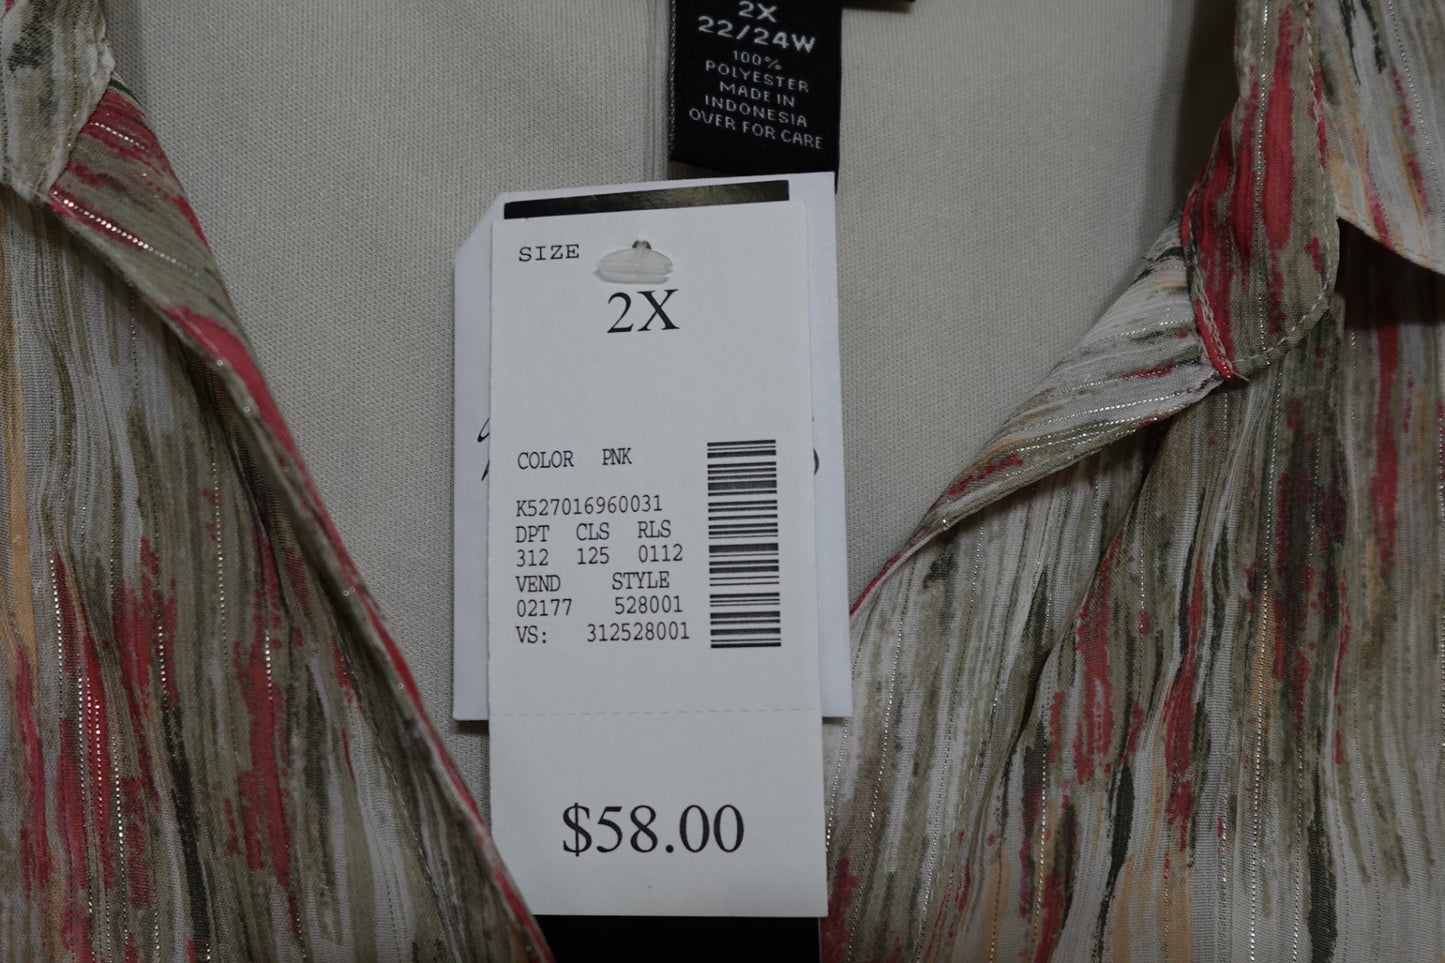 2X
22/24W
100%
POLYESTER
MADE IN
INDONESIA
OVER FOR CARE
SIZE
2X
COLOR PNK
K527016960031
DPT CLS RLS
312 125 0112
VEND STYLE
02177 528001
VS: 312528001
$58.00